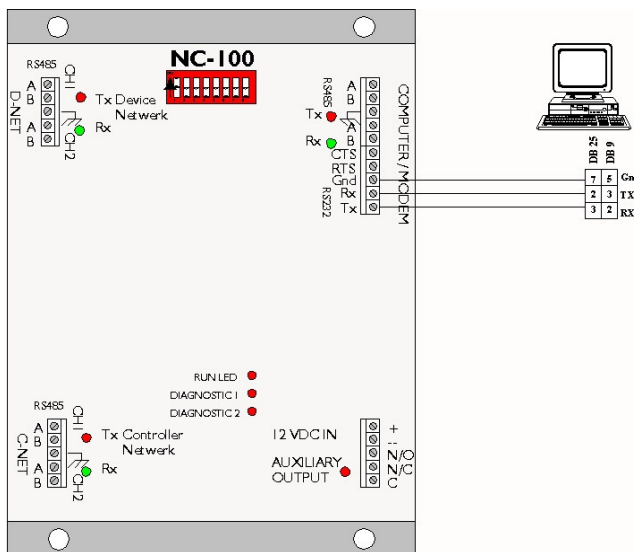 NC-100
RS485
A
B
A
B
D-NET
CH1
CH2
Tx Device
Netwerk
Rx
RS485
A
B
Tx
A
Rx B
CTS
RTS
Gnd
Rx
Tx
RS232
COMPUTER / MODEM
DB 25
DB 9
7 5 Gn
2 3 TX
3 2 RX
RUN LED
DIAGNOSTIC 1
DIAGNOSTIC 2
RS485
A
B
A
B
C-NET
CH1
CH2
Tx Controller
Netwerk
Rx
12 VDC IN
AUXILIARY
OUTPUT
+
--
N/O
N/C
C